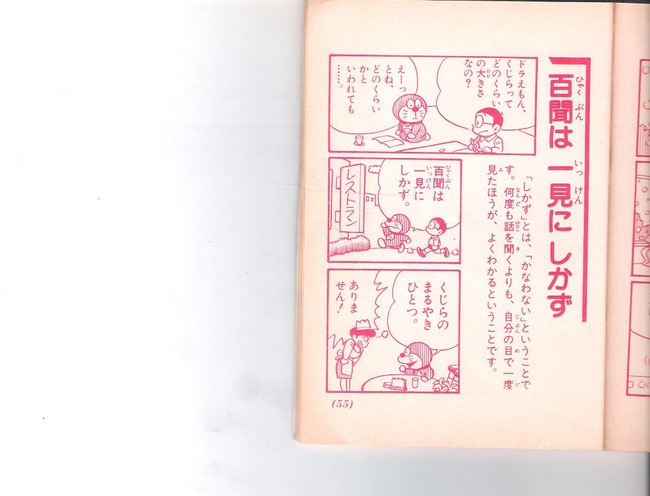 百聞は 一見に しかず
ひゃく ぶん いっ けん
「しかず」とは、「かなわない」ということで
す。何度も話を聞くよりも、自分の目で一度
見たほうが、よくわかるということです。
ドラえもん、
くじらって
どのくらい
の大きさ
なの?
えーっ
とね、
どのくらい
かと
いわれても
……。
百聞は
一見に
しかず。
レストラン
くじらの
まるやき
ひとつ。
ありま
せん!
(55)